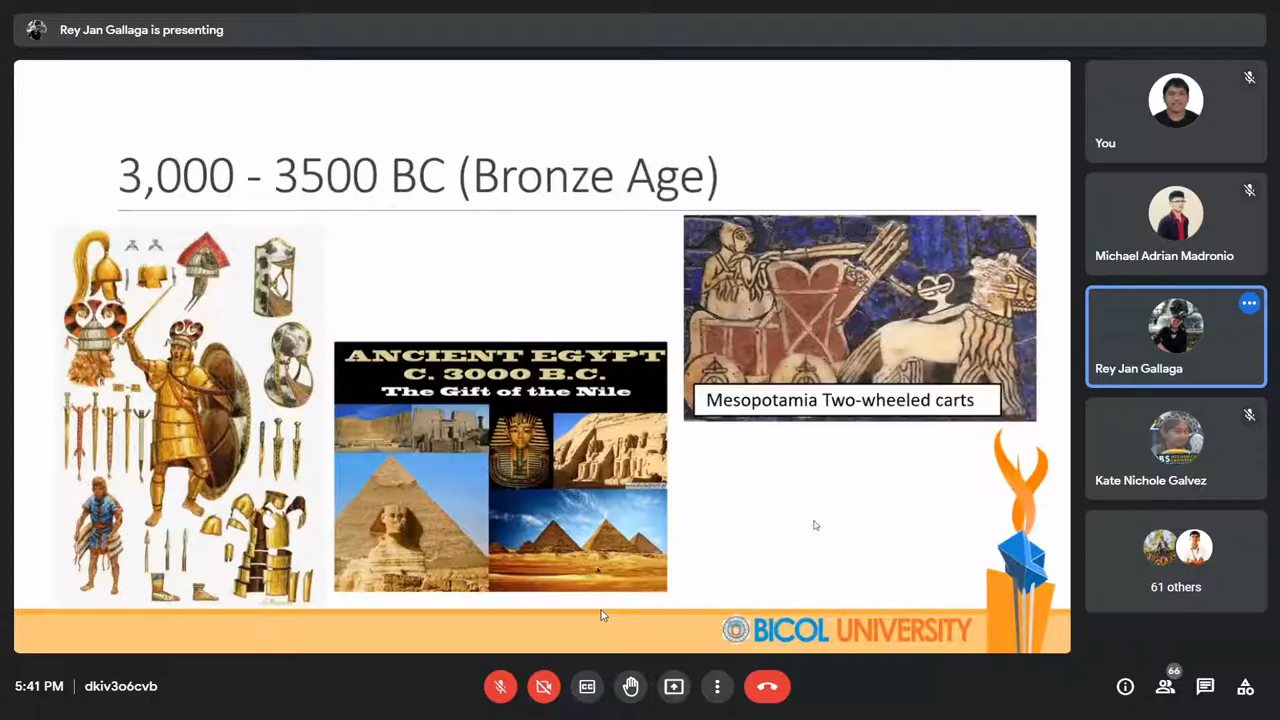 Rey Jan Gallaga is presenting
3,000 - 3500 BC (Bronze Age)
ANCIENT EGYPT
C. 3000 B.C.
The Gift of the Nile
Mesopotamia Two-wheeled carts
BICOL UNIVERSITY
You
Michael Adrian Madronio
Rey Jan Gallaga
Kate Nichole Galvez
61 others
5:41 PM | dkiv3o6cvb
CC
66